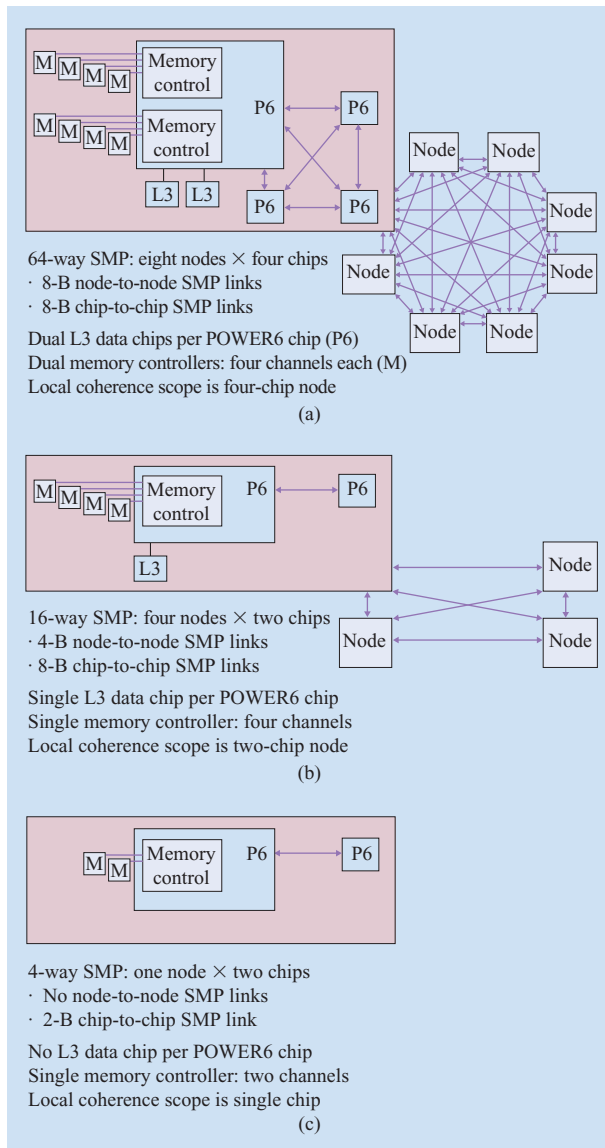 M
M
M
M
Memory
control
P6
P6
M
M
M
M
Memory
control
L3
L3
P6
P6
Node
Node
Node
Node
Node
Node
Node
64-way SMP: eight nodes × four chips
· 8-B node-to-node SMP links
· 8-B chip-to-chip SMP links
Dual L3 data chips per POWER6 chip (P6)
Dual memory controllers: four channels each (M)
Local coherence scope is four-chip node
(a)
M
M
M
M
Memory
control
P6
P6
L3
Node
Node
Node
16-way SMP: four nodes × two chips
· 4-B node-to-node SMP links
· 8-B chip-to-chip SMP links
Single L3 data chip per POWER6 chip
Single memory controller: four channels
Local coherence scope is two-chip node
(b)
M
M
Memory
control
P6
P6
4-way SMP: one node × two chips
· No node-to-node SMP links
· 2-B chip-to-chip SMP link
No L3 data chip per POWER6 chip
Single memory controller: two channels
Local coherence scope is single chip
(c)